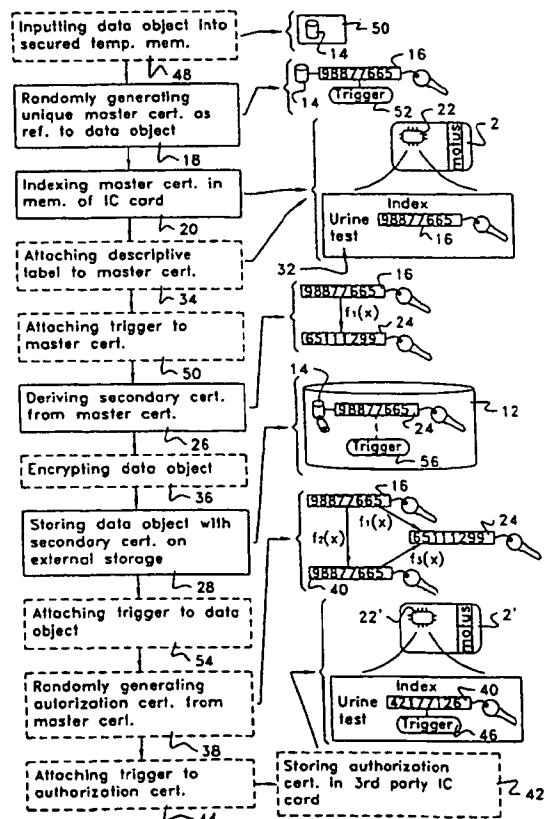 Inputting data object into
secured temp. mem.
48
50
14
Randomly generating
unique master cert. as
ref. to data object
18
16
98877665
14
Trigger
52
22
2
motus
Indexing master cert. in
mem. of IC card
20
Index
Urine
test
98877665
16
32
Attaching descriptive
label to master cert.
34
Attaching trigger to
master cert.
50
16
98877665
f1(x)
24
65111299
Deriving secondary cert.
from master cert.
26
Encrypting data object
36
14
12
98877665
24
Trigger
56
Storing data object with
secondary cert. on
external storage
28
16
98877665
f1(x)
24
f2(x)
65111299
f3(x)
98877665
40
Attaching trigger to data
object
54
22'
2'
motus
Randomly generating
autorization cert. from
master cerl.
38
Index
40
Urine
test
42177126
Trigger
46
Attaching trigger to
authorization cert.
44
Storing authorization
cert. in 3rd party IC
card
42